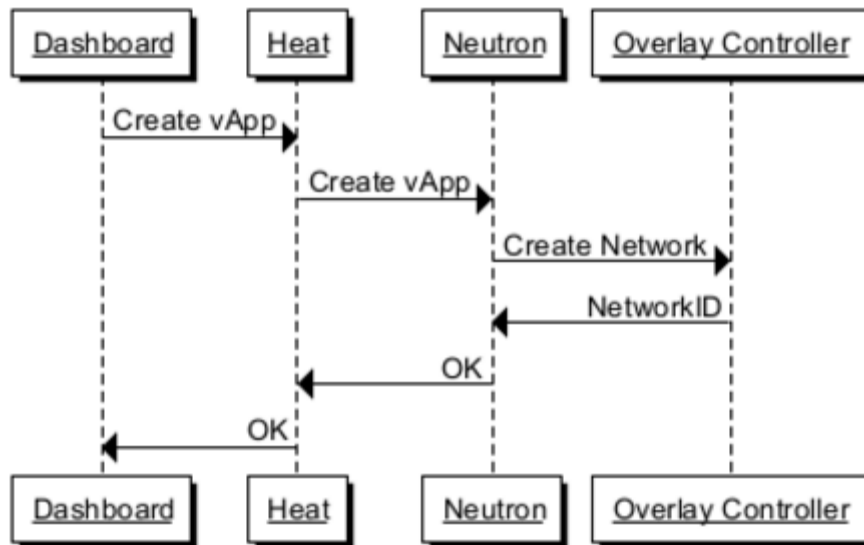 Dashboard Heat Neutron Overlay Controller
Create vApp
Create vApp
Create Network
NetworkID
OK
OK
Dashboard Heat Neutron Overlay Controller